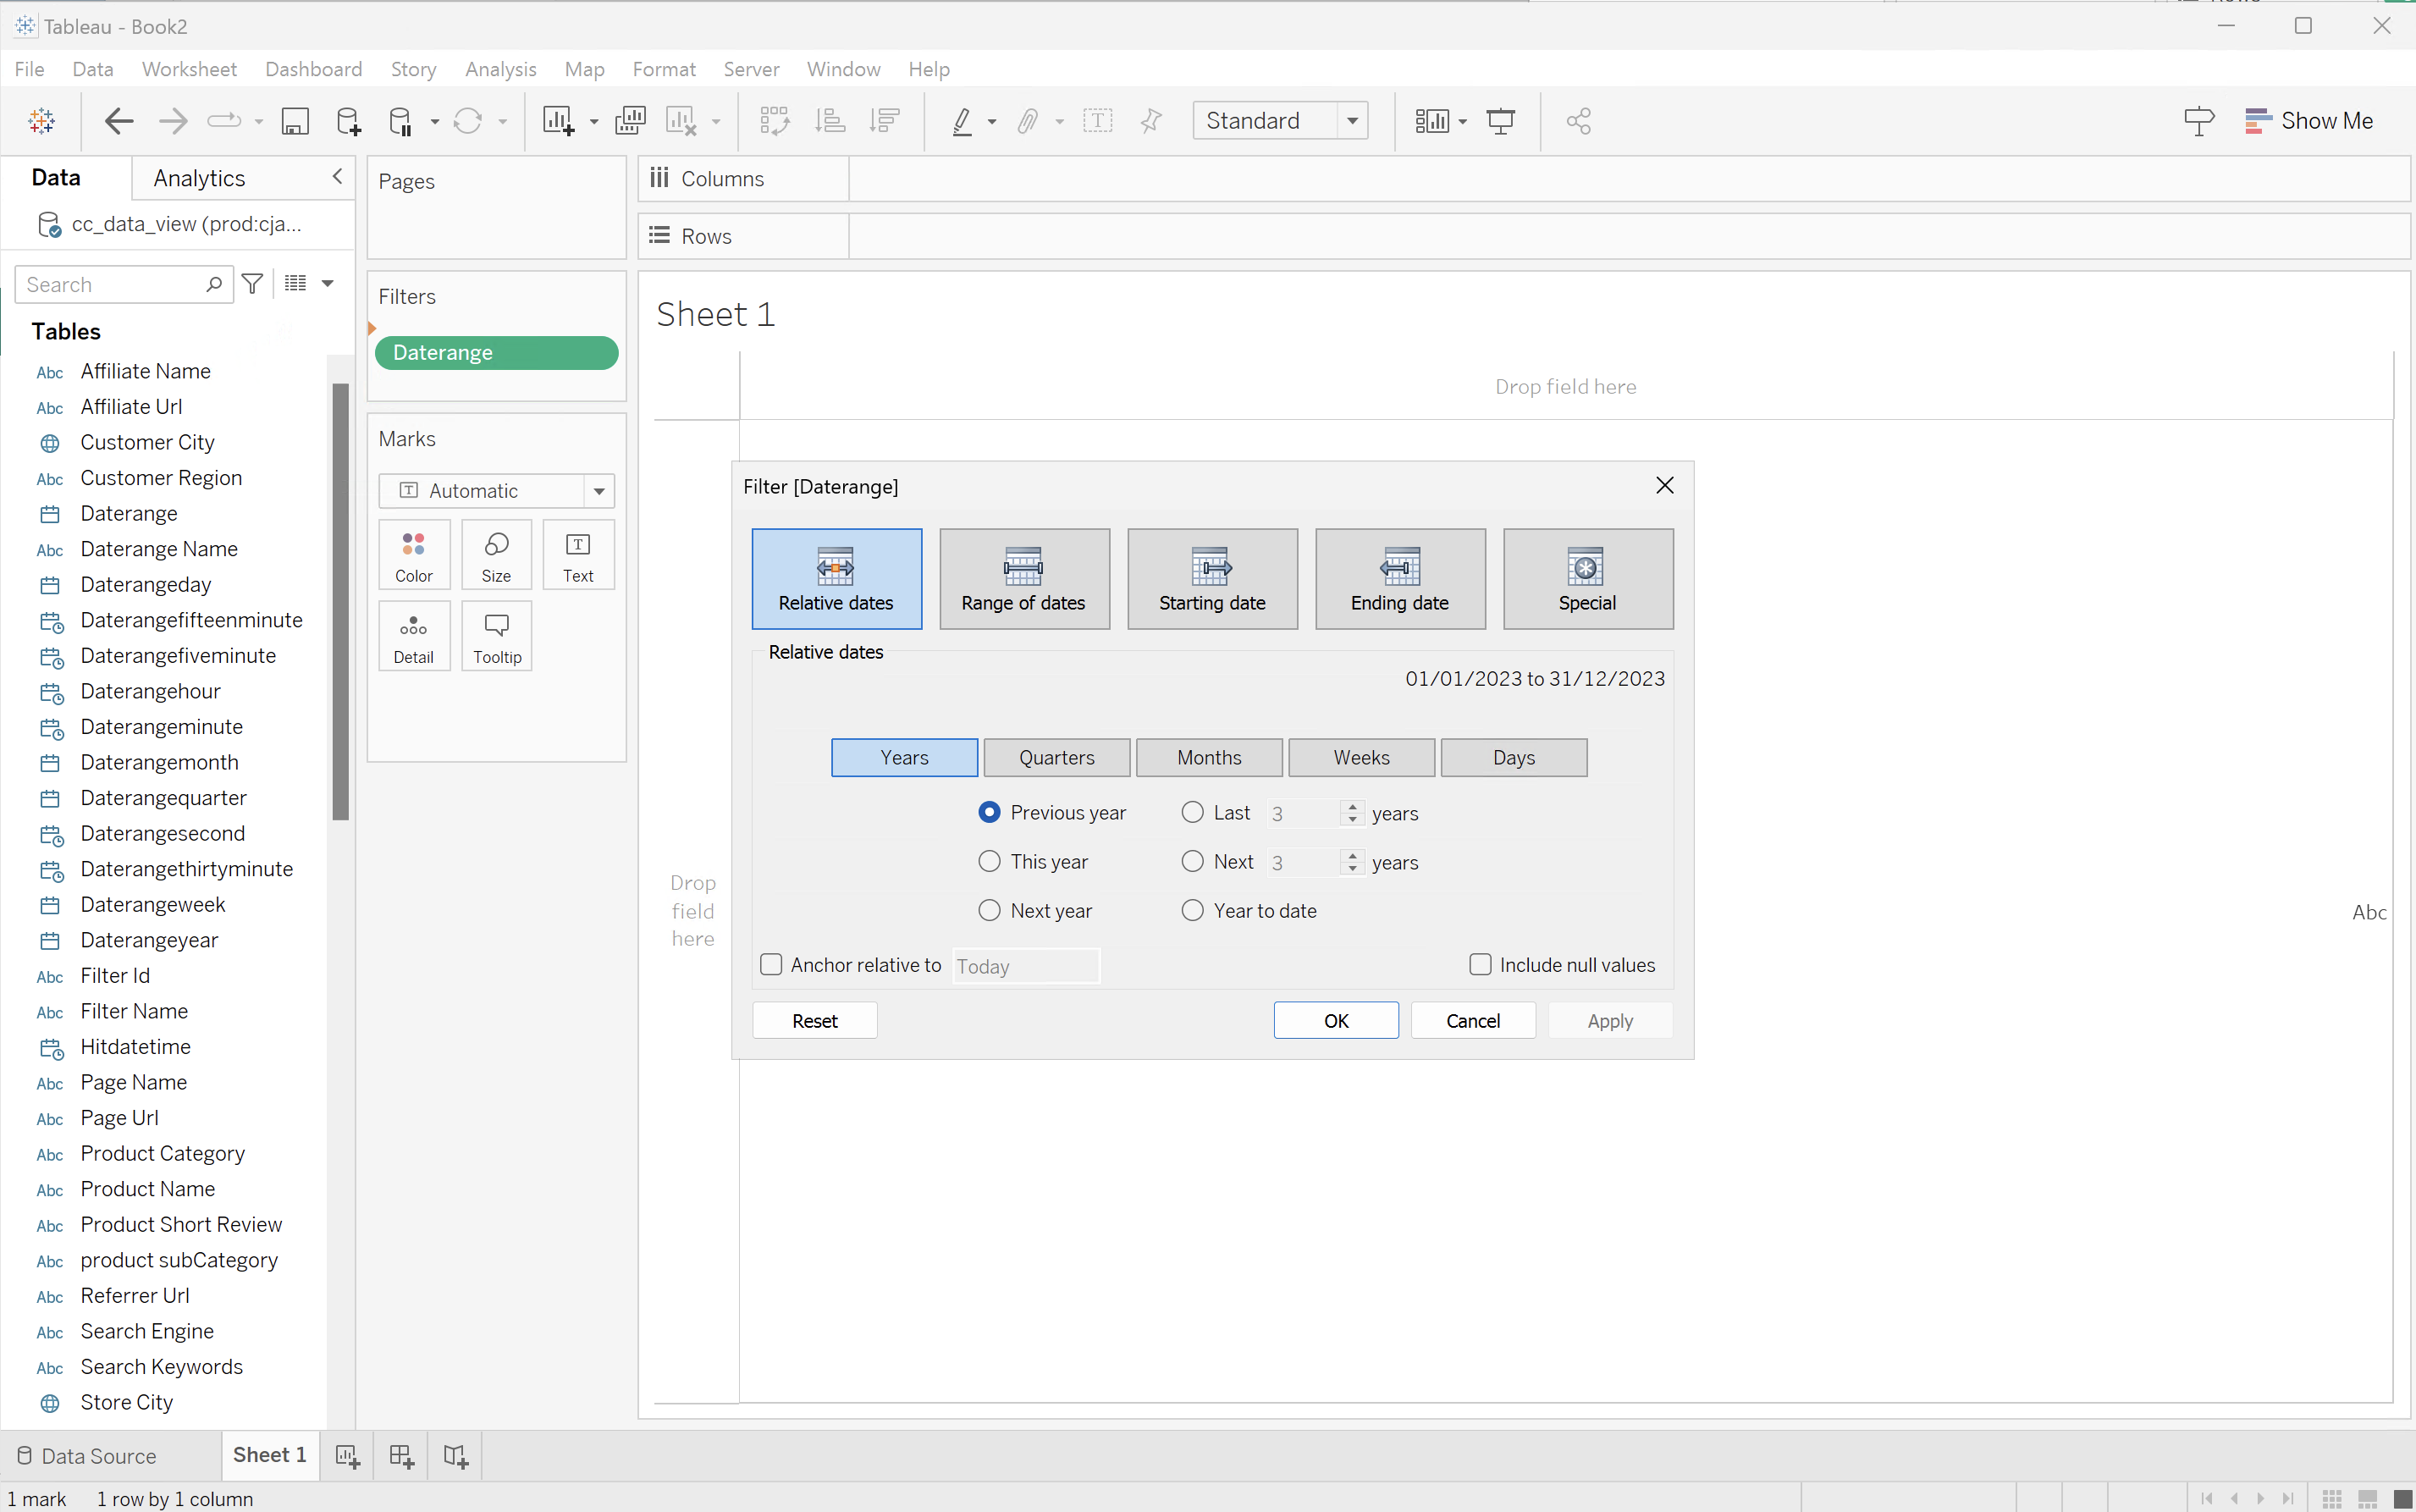 Tableau - Book2
File Data Worksheet Dashboard Story Analysis Map Format Server Window Help
Standard
Show Me
Data
Analytics
cc_data_view (prod:cja...
Search
Tables
Abc Affiliate Name
Abc Affiliate Url
Customer City
Abc Customer Region
Daterange
Abc Daterange Name
Daterangeday
Daterangefifteenminute
Daterangefiveminute
Daterangehour
Daterangeminute
Daterangemonth
Daterangequarter
Daterangesecond
Daterangethirtyminute
Daterangeweek
Daterangeyear
Abc Filter Id
Abc Filter Name
Hitdatetime
Abc Page Name
Abc Page Url
Abc Product Category
Abc Product Name
Abc Product Short Review
Abc product subCategory
Abc Referrer Url
Abc Search Engine
Abc Search Keywords
Store City
Pages
Filters
Daterange
Marks
T Automatic
Color
Size
T Text
Detail
Tooltip
Columns
Rows
Sheet 1
Drop field here
Drop
field
here
Abc
Filter [Daterange]
Relative dates
Range of dates
Starting date
Ending date
Special
Relative dates
01/01/2023 to 31/12/2023
Years Quarters Months Weeks Days
Previous year Last 3 years
This year Next 3 years
Next year Year to date
Anchor relative to Today Include null values
Reset OK Cancel Apply
Data Source
Sheet 1
1 mark 1 row by 1 column